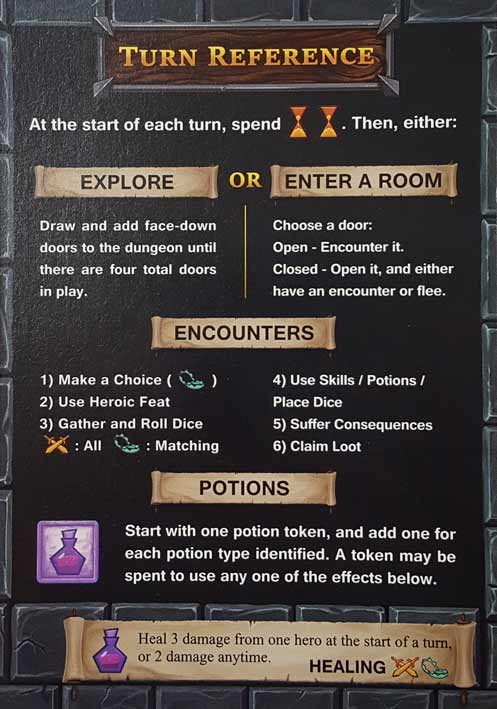 TURN REFERENCE
At the start of each turn, spend . Then, either:
EXPLORE OR ENTER A ROOM
Draw and add face-down
doors to the dungeon until
there are four total doors
in play.
Choose a door:
Open - Encounter it.
Closed - Open it, and either
have an encounter or flee.
ENCOUNTERS
1) Make a Choice ( )
2) Use Heroic Feat
3) Gather and Roll Dice
: All : Matching
4) Use Skills / Potions /
Place Dice
5) Suffer Consequences
6) Claim Loot
POTIONS
Start with one potion token, and add one for
each potion type identified. A token may be
spent to use any one of the effects below.
Heal 3 damage from one hero at the start of a turn,
or 2 damage anytime.
HEALING